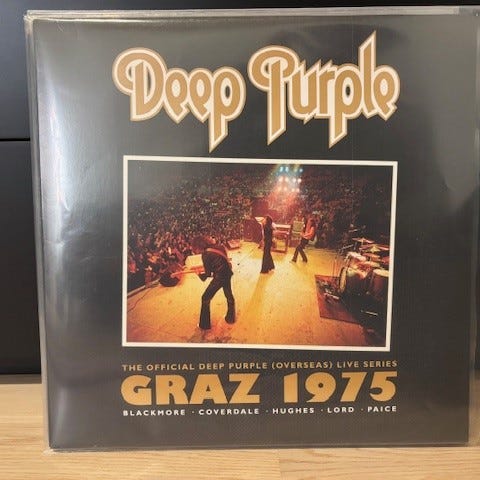 Deep Purple
THE OFFICIAL DEEP PURPLE (OVERSEAS) LIVE SERIES
GRAZ 1975
BLACKMORE · COVERDALE · HUGHES · LORD · PAICE